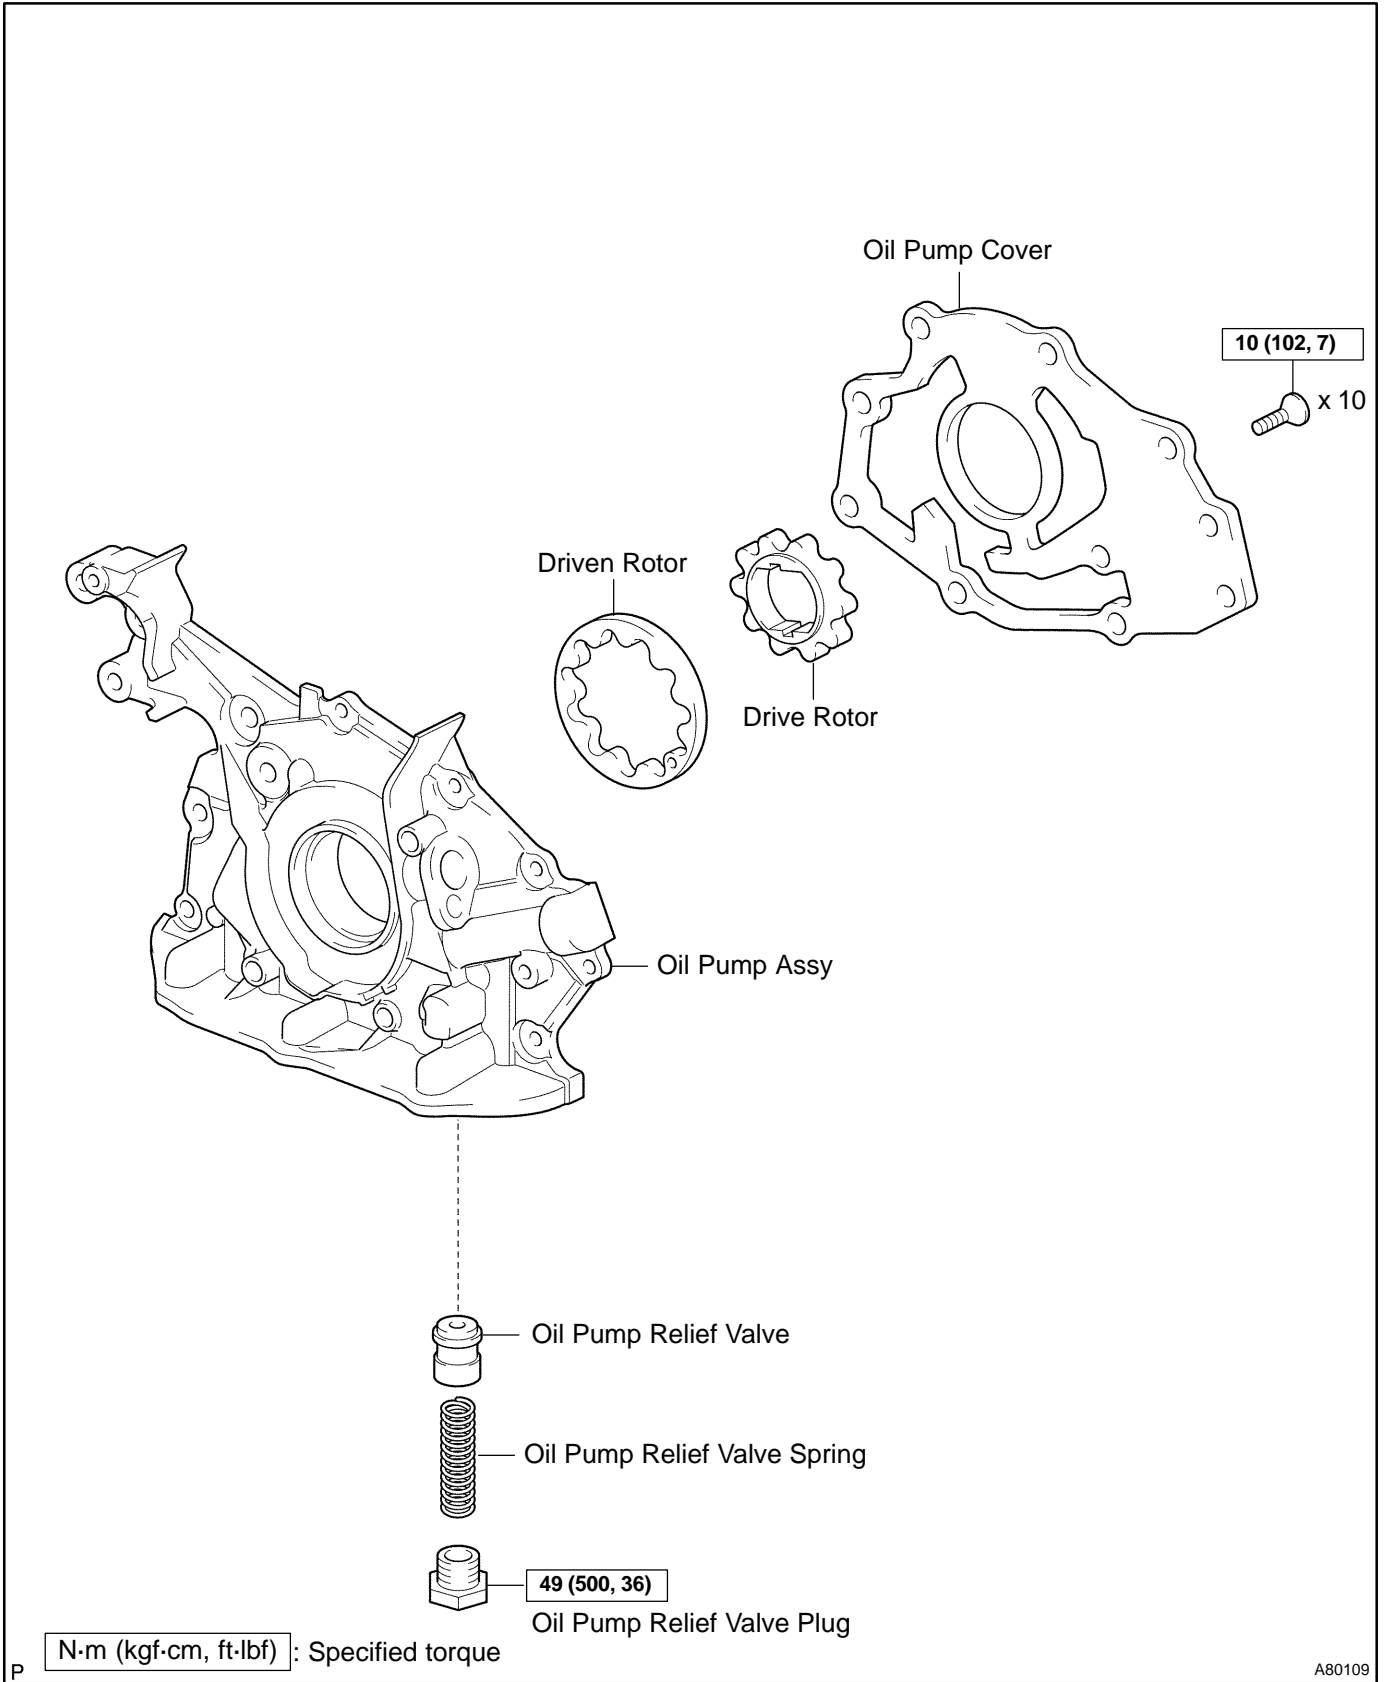 Oil Pump Cover
10 (102, 7)
x 10
Driven Rotor
Drive Rotor
Oil Pump Assy
Oil Pump Relief Valve
Oil Pump Relief Valve Spring
49 (500, 36)
Oil Pump Relief Valve Plug
N·m (kgf·cm, ft·lbf) : Specified torque
P
A80109